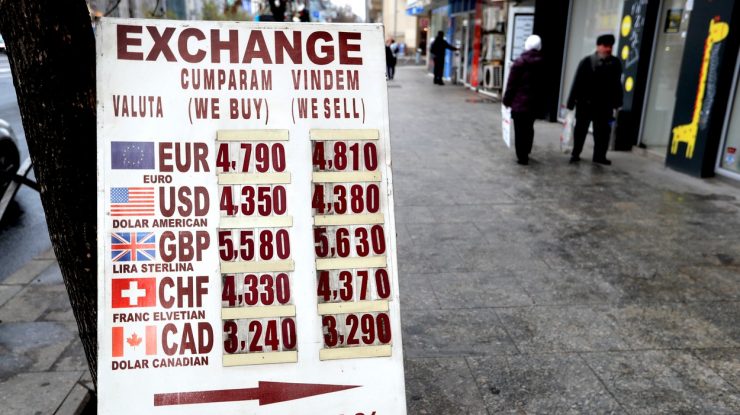 EXCHANGE
CUMPARAM VINDEM
VALUTA (WE BUY) (WE SELL)
EUR 4,790 4,810
EURO
USD 4,350 4,380
DOLAR AMERICAN
GBP 5,580 5,630
LIRA STERLINA
CHF 4,330 4,370
FRANC ELVETIAN
CAD 3,240 3,290
DOLAR CANADIAN